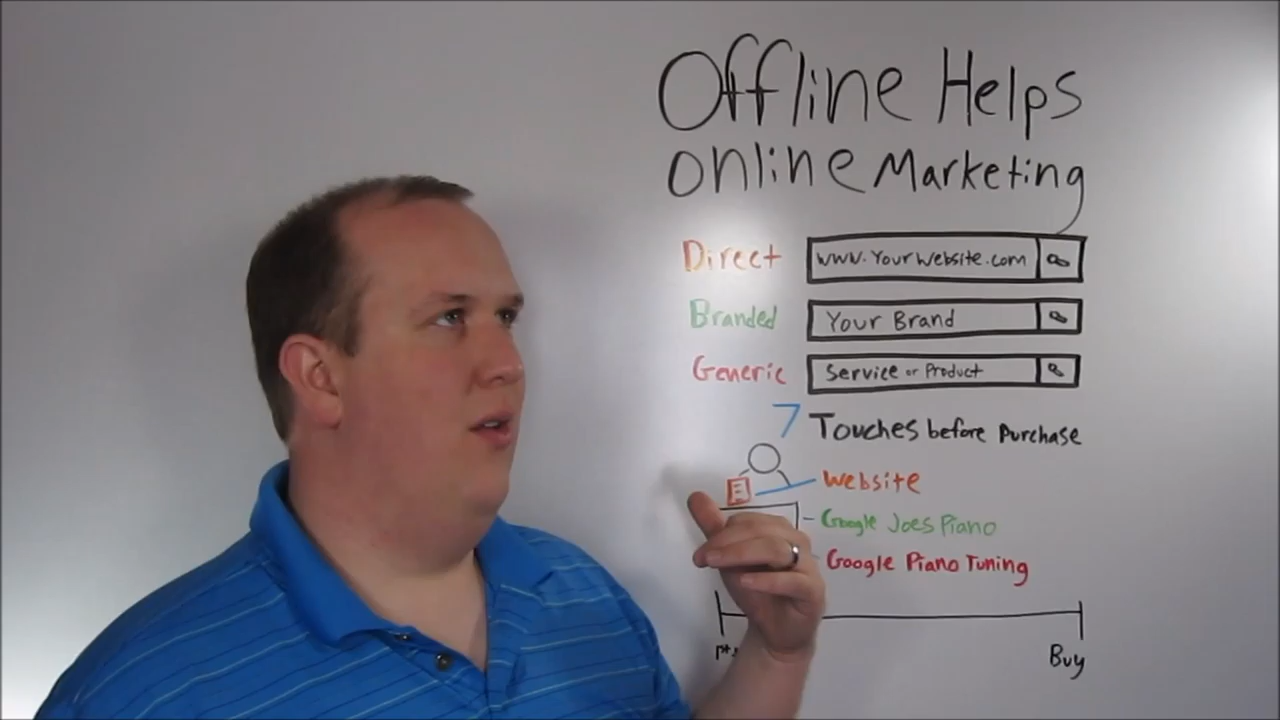 Offline Helps
online Marketing
Direct www.YourWebsite.com
Branded Your Brand
Generic Service or Product
7 Touches before Purchase
Website
Google Joes Piano
Google Piano Tuning
Buy